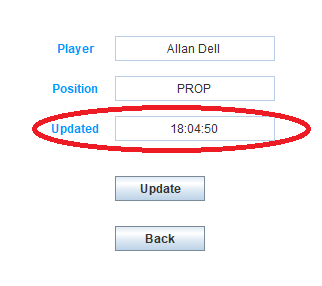 Player Allan Dell
Position PROP
Updated 18:04:50
Update
Back